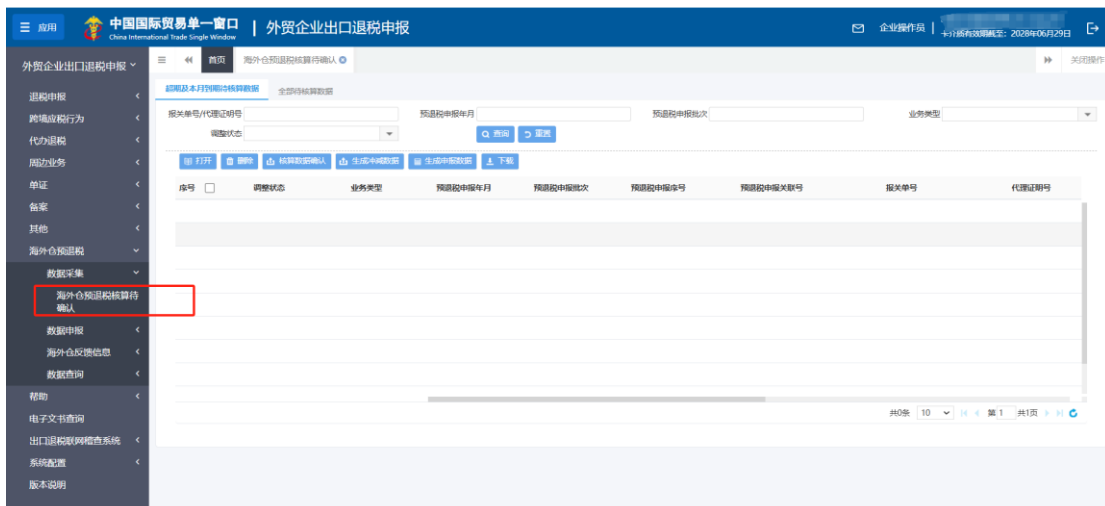 应用
中国国际贸易单一窗口 | 外贸企业出口退税申报
China International Trade Single Window
企业操作员 |
卡介质有效期截至: 2028年06月29日
外贸企业出口退税申报
首页
海外仓预退税核算待确认
关闭操作
退税申报
跨境应税行为
代办退税
周边业务
单证
备案
其他
海外仓预退税
数据采集
海外仓预退税核算待
确认
数据申报
海外仓反馈信息
数据查询
帮助
电子文书查询
出口退税联网稽查系统
系统配置
版本说明
超期及本月到期待核算数据
全部待核算数据
报关单号/代理证明号
预退税申报年月
预退税申报批次
业务类型
调整状态
查询
重置
打开
删除
核算数据确认
生成冲减数据
生成申报数据
下载
序号
调整状态
业务类型
预退税申报年月
预退税申报批次
预退税申报序号
预退税申报关联号
报关单号
代理证明号
共0条 10 第 1 共1页